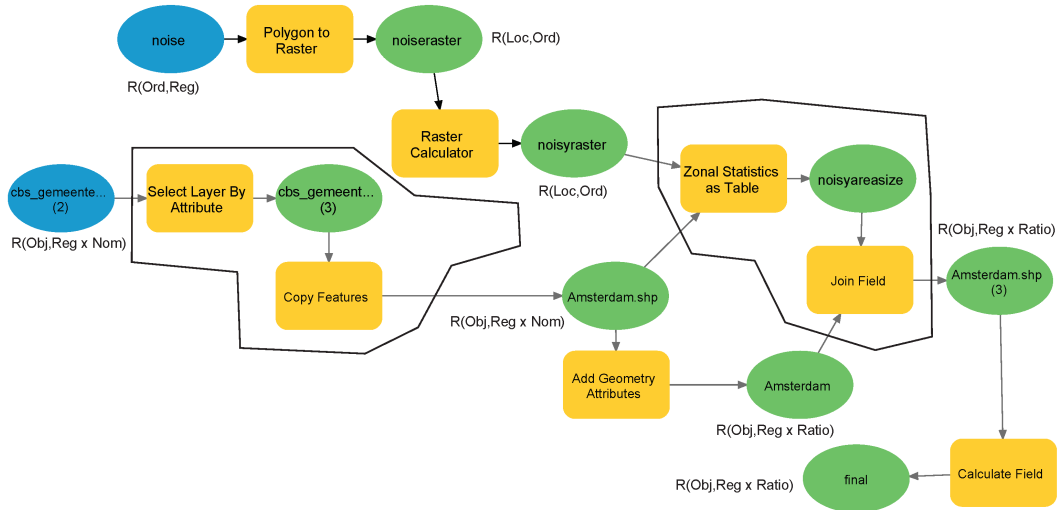 noise
Polygon to
Raster
noiseraster
R(Loc,Ord)
R(Ord,Reg)
Raster
Calculator
noisyraster
R(Loc,Ord)
Zonal Statistics
as Table
noisyareasize
cbs_gemeente...
(2)
Select Layer By
Attribute
cbs_gemeent...
(3)
R(Obj,Reg x Nom)
R(Obj,Reg x Ratio)
Copy Features
Amsterdam.shp
Join Field
Amsterdam.shp
(3)
R(Obj,Reg x Nom)
Add Geometry
Attributes
Amsterdam
R(Obj,Reg x Ratio)
Calculate Field
final
R(Obj,Reg x Ratio)